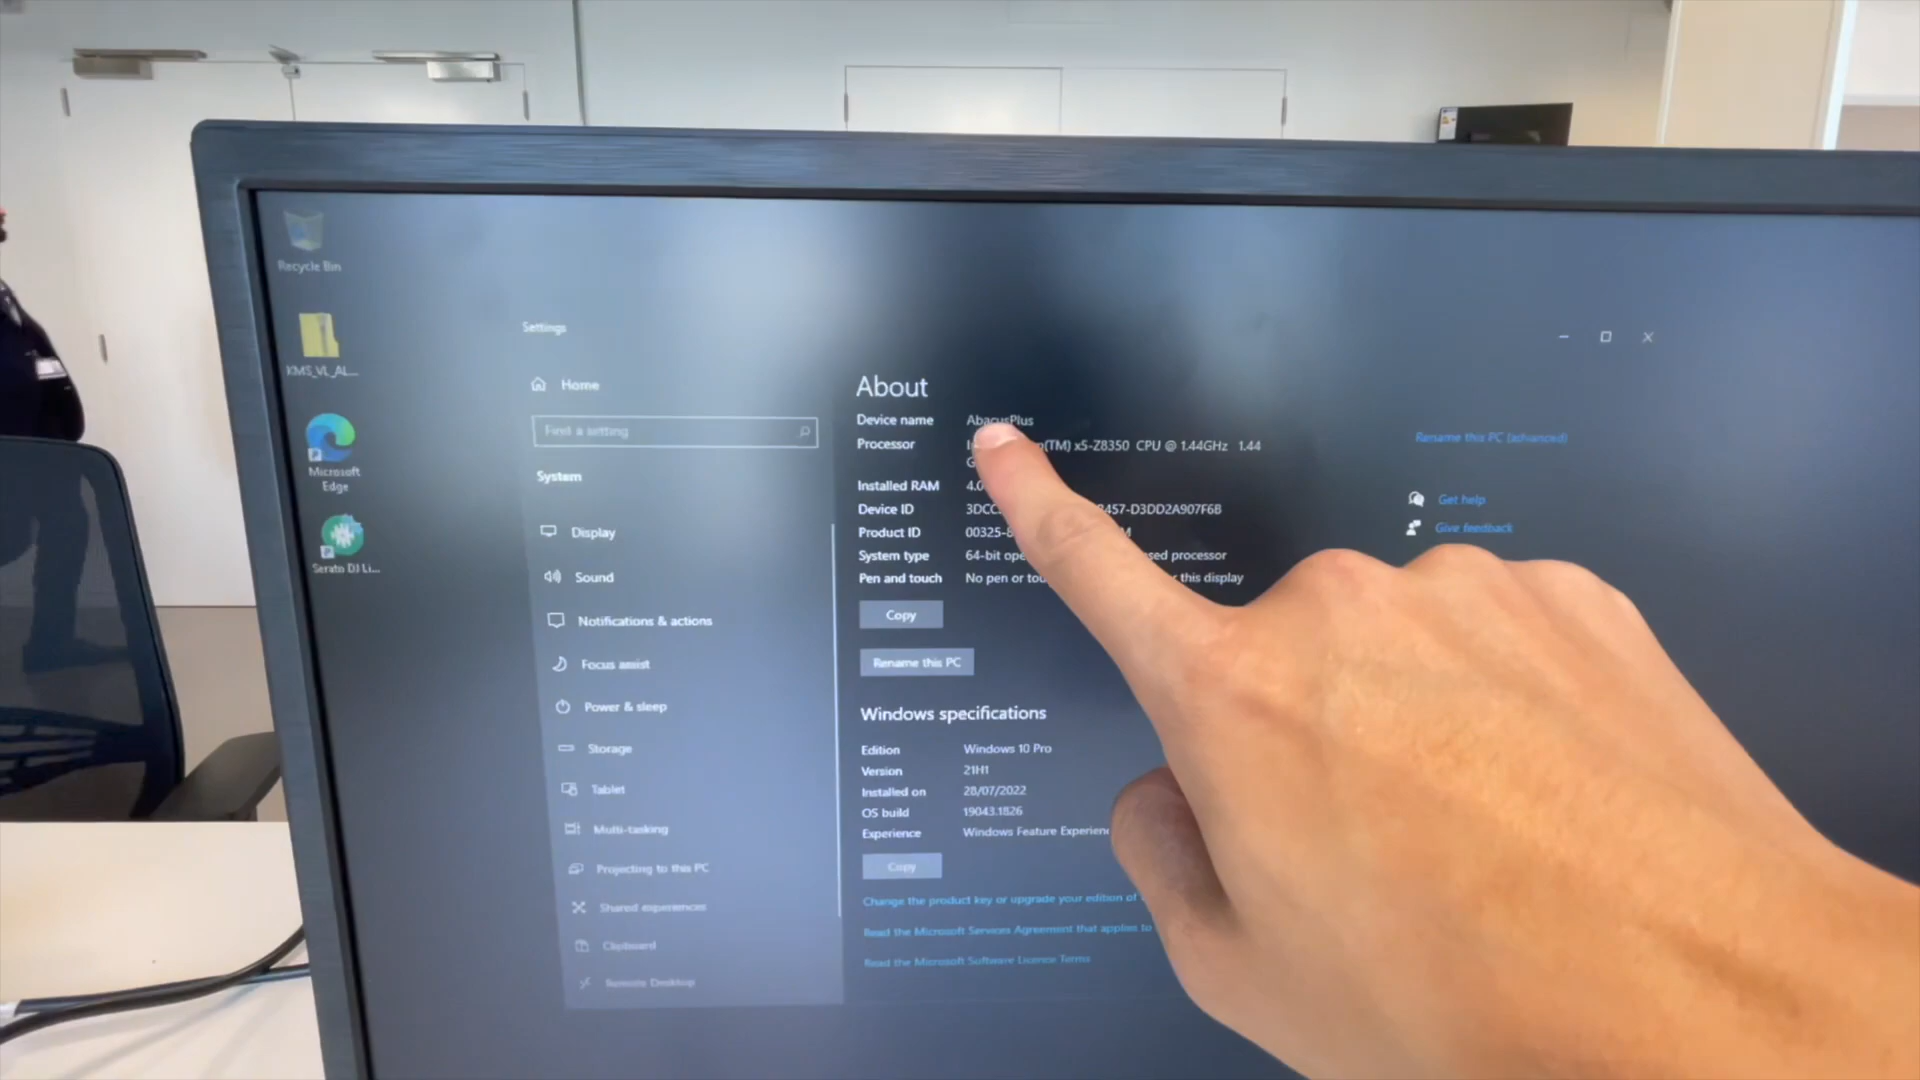 Recycle Bin
KMS_VL_AL...
Microsoft
Edge
Serato DJ Li...
Settings
Home
Find a setting
System
Display
Sound
Notifications & actions
Focus assist
Power & sleep
Storage
Tablet
Multi-tasking
Projecting to this PC
Shared experiences
Clipboard
Remote Desktop
About
Device name AbacusPlus
Processor (TM) x5-Z8350 CPU @ 1.44GHz 1.44
Installed RAM 4.0
Device ID 3DCC 457-D3DD2A907F6B
Product ID 00325-
System type 64-bit processor
Pen and touch No pen or this display
Copy
Rename this PC
Windows specifications
Edition Windows 10 Pro
Version 21H1
Installed on 28/07/2022
OS build 19043.1826
Experience Windows Feature
Copy
Change the product key or upgrade your edition of
Read the Microsoft Services Agreement that applies to
Read the Microsoft Software Licence Terms
Rename this PC (advanced)
Get help
Give feedback